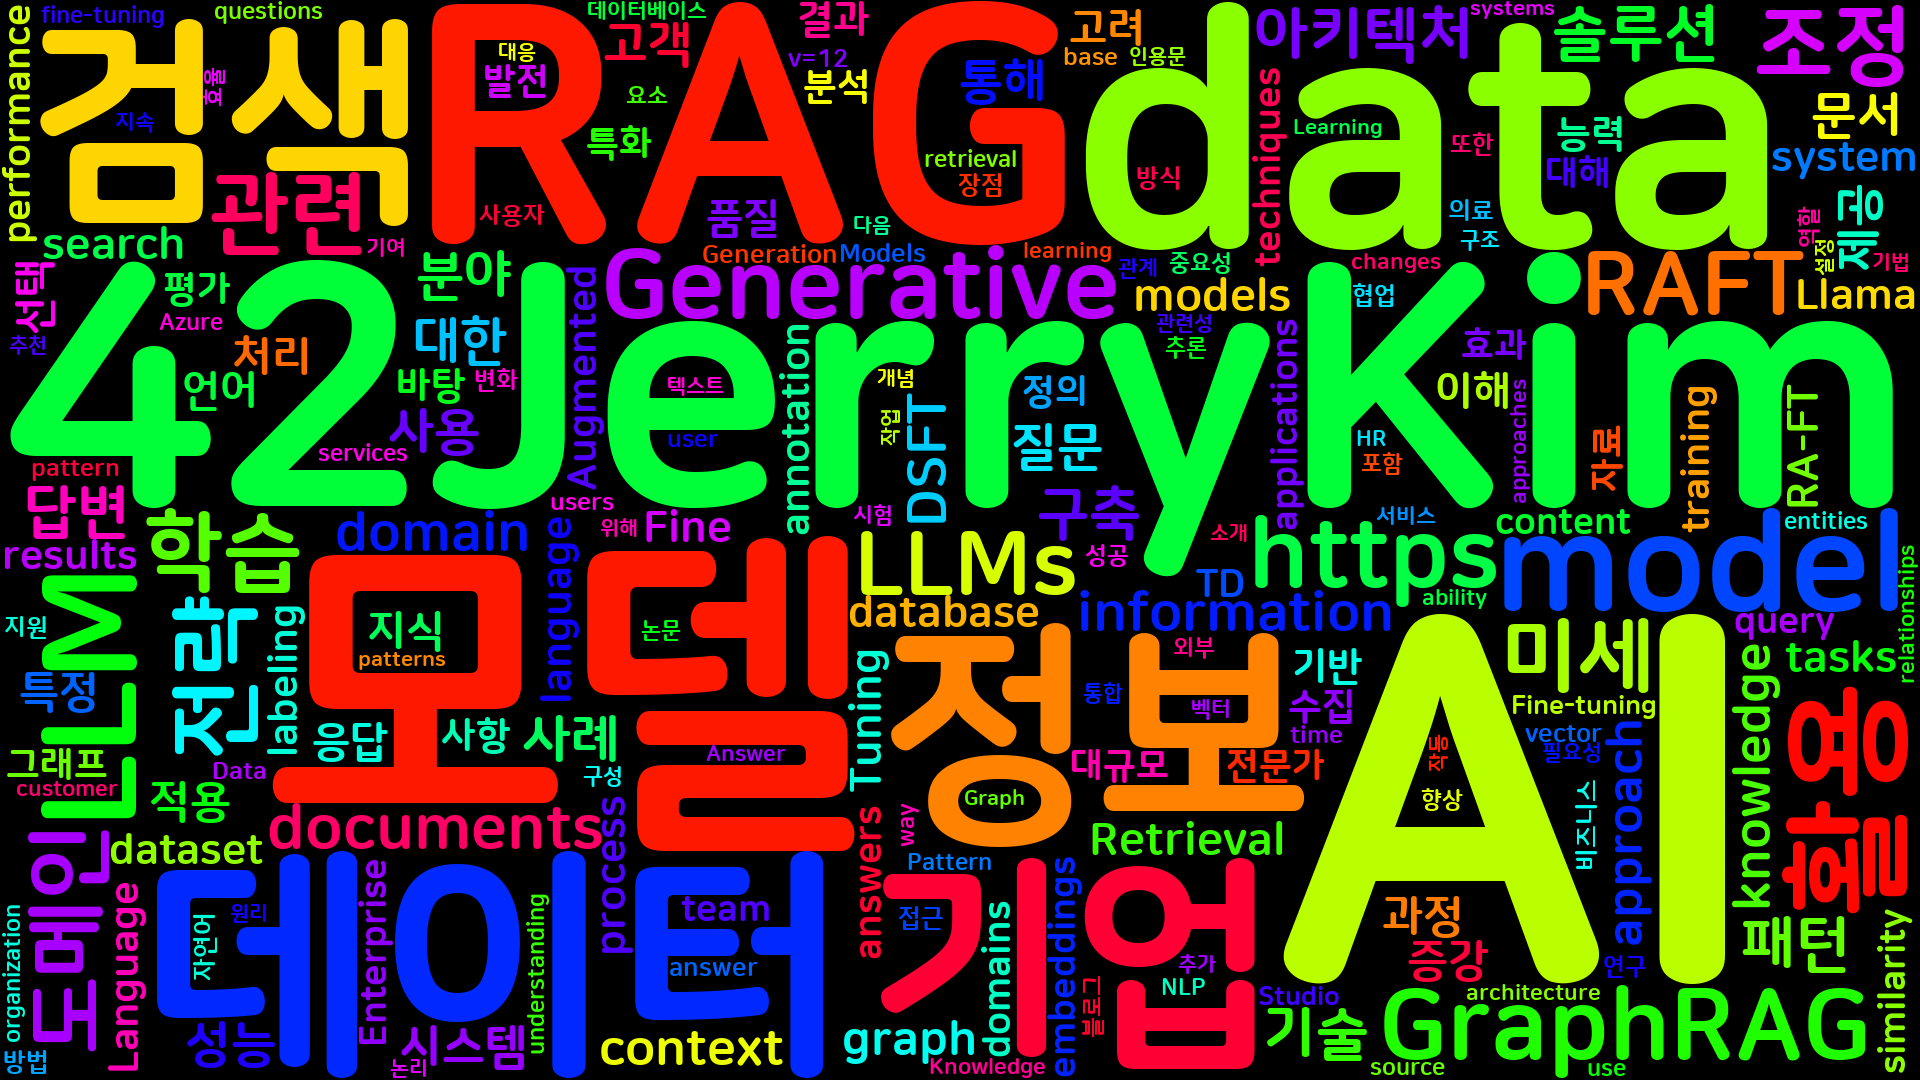 fine-tuning
questions
데이터베이스
결과
고려
아키텍처
systems
솔루션
조정
performance
검색
RAG
data
대응
발전
고객
v=12
base
인용문
효율
지속
요소
분석
통해
techniques
Learning
또한
능력
대해
문서
system
특화
retrieval
장점
방식
관련
사용자
품질
다음
의료
구조
역할
설정
제공
기법
search
기여
Generation
Models
learning
관계
중요성
changes
협업
RAFT
Llama
선택
평가
Azure
추천
분야
Augmented
Generative
models
42JerryKim
처리
대한
annotation
관련성
추론
applications
효과
언어
바탕
변화
텍스트
개념
정의
이해
approaches
training
RA-FT
사용
user
작업
DSFT
질문
HR
포함
자료
pattern
services
답변
users
시험
구축
서비스
content
entities
results
학습
domain
language
위해
Fine
LLMs
성공
소개
https
model
relationships
LLM
전략
labeling
모델
지식
patterns
논문
database
information
TD
ability
미세
query
지원
특정
Tuning
정보
외부
기반
tasks
Fine-tuning
knowledge
활용
통합
벡터
수집
time
vector
필요성
approach
응답
사항
사례
Answer
그래프
Data
구성
대규모
전문가
작동
AI
customer
적용
Graph
향상
비즈니스
documents
process
answers
way
Retrieval
도메인
dataset
Pattern
embeddings
Language
데이터
Enterprise
understanding
team
기업
domains
과정
패턴
similarity
organization
자연어
원리
접근
증강
연구
answer
추가
NLP
Studio
architecture
방법
성능
시스템
논리
context
graph
Knowledge
블로그
기술
GraphRAG
source
use